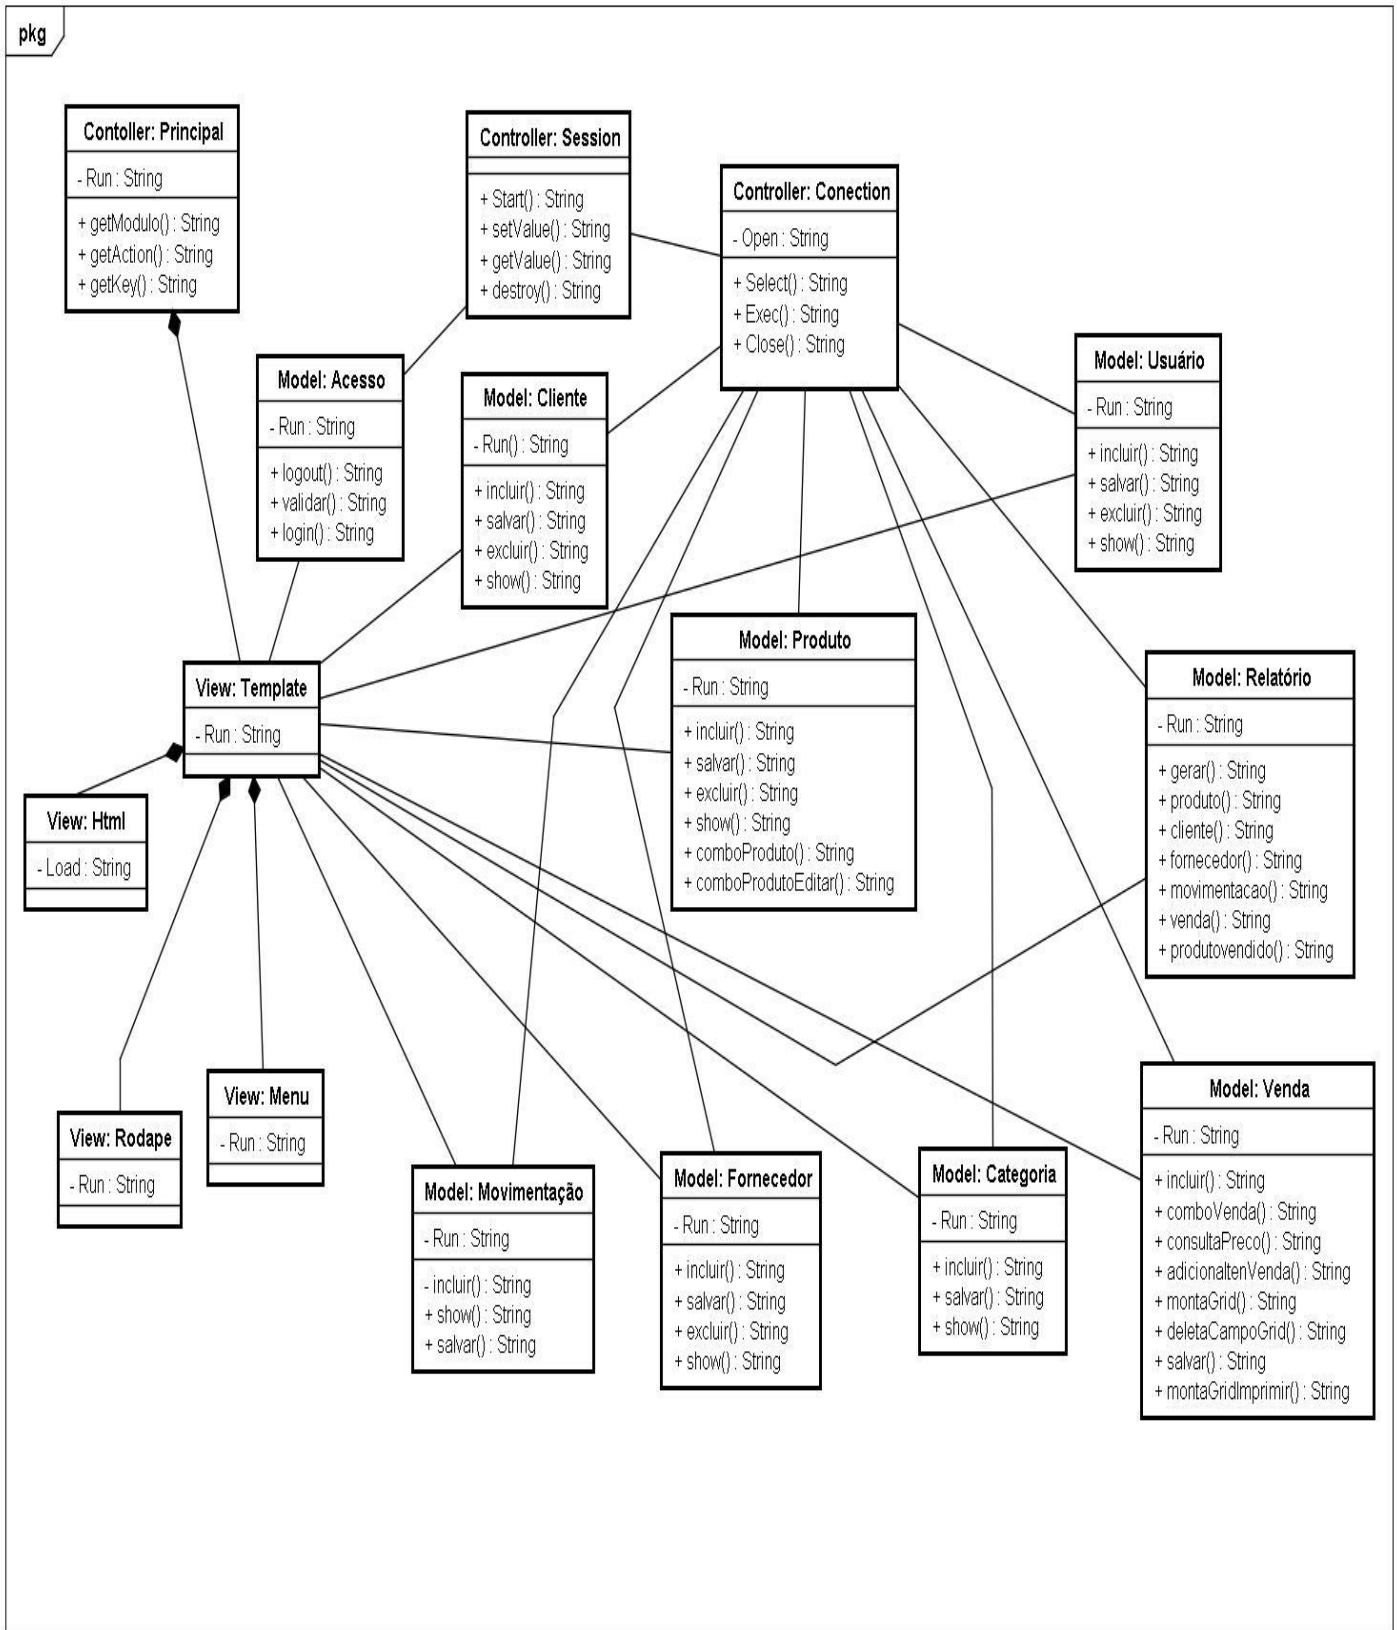 pkg
Contoller: Principal
- Run : String
+ getModulo() : String
+ getAction() : String
+ getKey() : String
Controller: Session
+ Start() : String
+ setValue() : String
+ getValue() : String
+ destroy() : String
Controller: Conection
- Open : String
+ Select() : String
+ Exec() : String
+ Close() : String
Model: Acesso
- Run : String
+ logout() : String
+ validar() : String
+ login() : String
Model: Cliente
- Run() : String
+ incluir() : String
+ salvar() : String
+ excluir() : String
+ show() : String
Model: Usuário
- Run : String
+ incluir() : String
+ salvar() : String
+ excluir() : String
+ show() : String
View: Template
- Run : String
Model: Produto
- Run : String
+ incluir() : String
+ salvar() : String
+ excluir() : String
+ show() : String
+ comboProduto() : String
+ comboProdutoEditar() : String
Model: Relatório
- Run : String
+ gerar() : String
+ produto() : String
+ cliente() : String
+ fornecedor() : String
+ movimentacao() : String
+ venda() : String
+ produtovendido() : String
View: Html
- Load : String
View: Rodape
- Run : String
View: Menu
- Run : String
Model: Movimentação
- Run : String
- incluir() : String
+ show() : String
+ salvar() : String
Model: Fornecedor
- Run : String
+ incluir() : String
+ salvar() : String
+ excluir() : String
+ show() : String
Model: Categoria
- Run : String
+ incluir() : String
+ salvar() : String
+ show() : String
Model: Venda
- Run : String
+ incluir() : String
+ comboVenda() : String
+ consultaPreco() : String
+ adicionaItenVenda() : String
+ montaGrid() : String
+ deletaCampoGrid() : String
+ salvar() : String
+ montaGridImprimir() : String